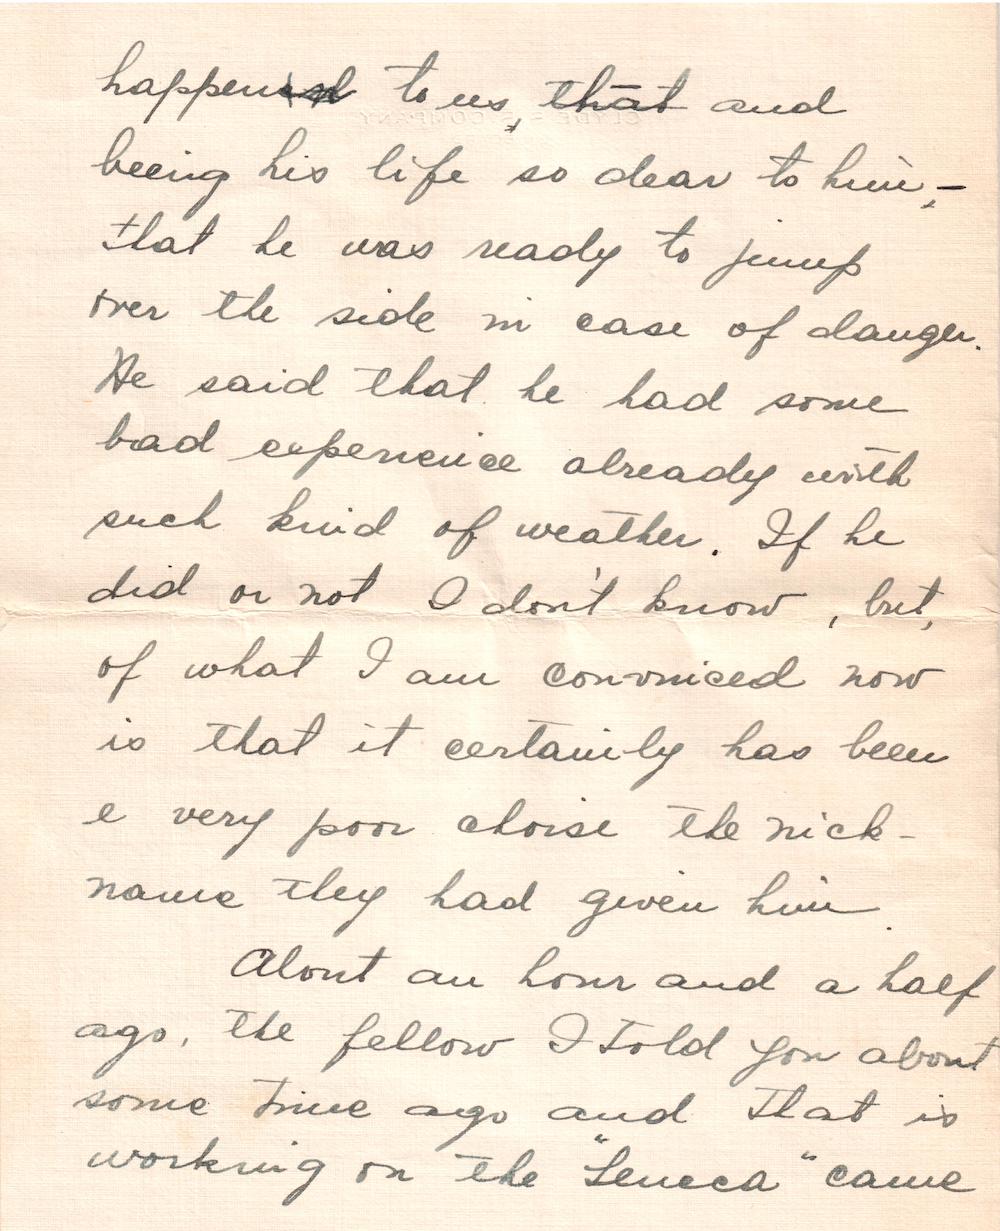 happened to us, that and
being his life so dear to him,-
that he was ready to jump
over the side in case of danger.
He said that he had some
bad experience already with
such kind of weather. If he
did or not I don't know, but,
of what I am convinced now
is that it certainly has been
e very poor choise the nick-
name they had given him.
About an hour and a half
ago, the fellow I told you about
some time ago and that is
working on the "Seneca" came